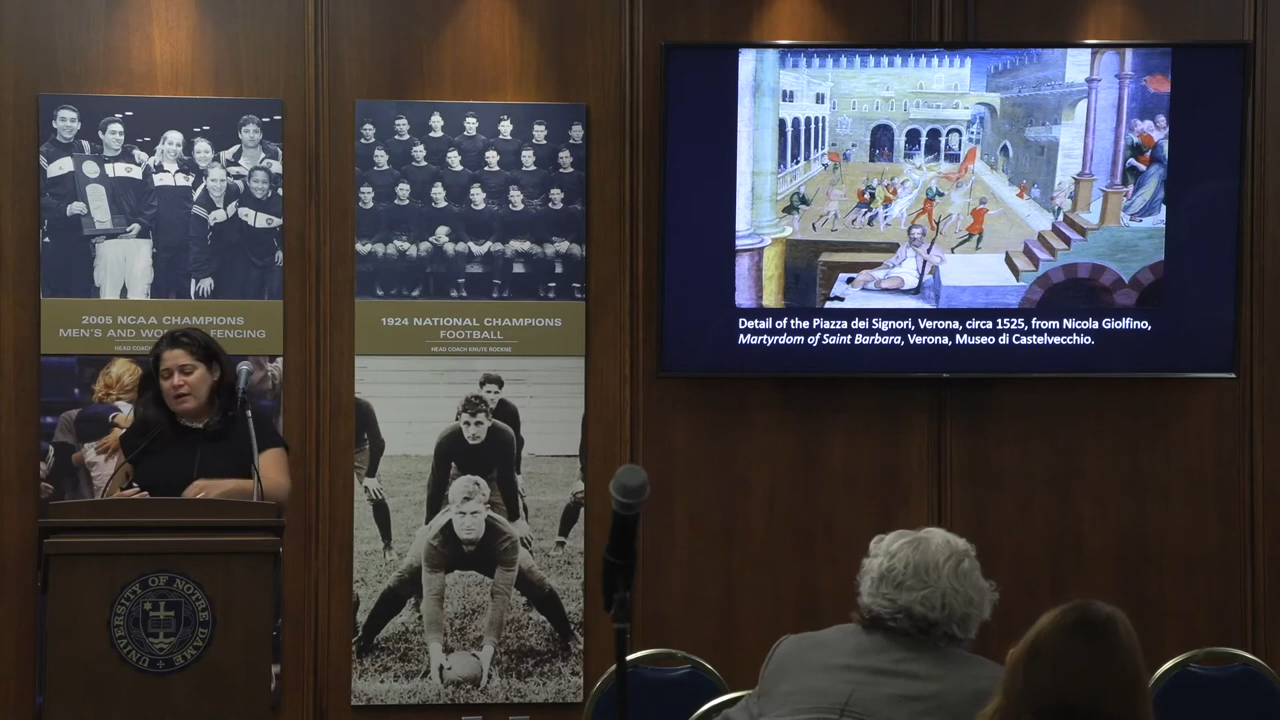 2005 NCAA CHAMPIONS
MEN'S AND WO FENCING
HEAD COACH
1924 NATIONAL CHAMPIONS
FOOTBALL
HEAD COACH KNUTE ROCKNE
Detail of the Piazza dei Signori, Verona, circa 1525, from Nicola Giolfino,
Martyrdom of Saint Barbara, Verona, Museo di Castelvecchio.
UNIVERSITY OF NOTRE DAME